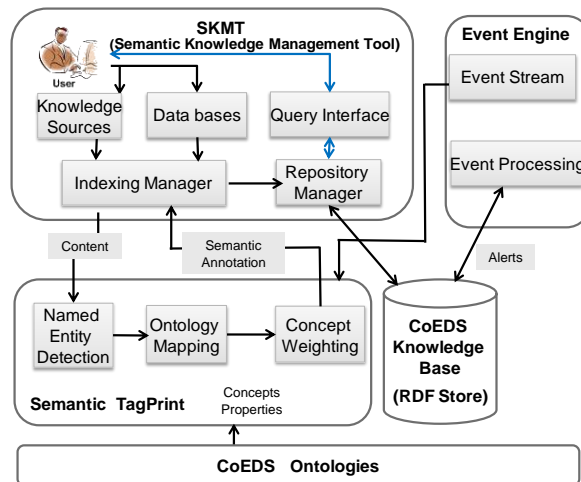 SKMT
(Semantic Knowledge Management Tool)
User
Knowledge
Sources
Data bases
Query Interface
Indexing Manager
Repository
Manager
Event Engine
Event Stream
Event Processing
Content
Semantic
Annotation
Alerts
Named
Entity
Detection
Ontology
Mapping
Concept
Weighting
Semantic TagPrint
Concepts
Properties
CoEDS
Knowledge
Base
(RDF Store)
CoEDS Ontologies